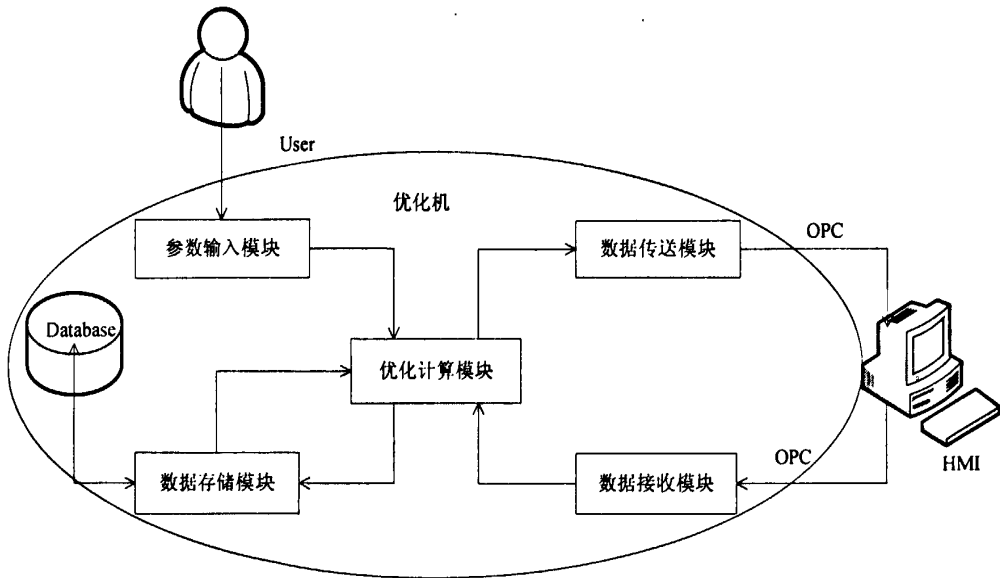 User
优化机
参数输入模块
数据传送模块
OPC
Database
优化计算模块
数据存储模块
数据接收模块
OPC
HMI